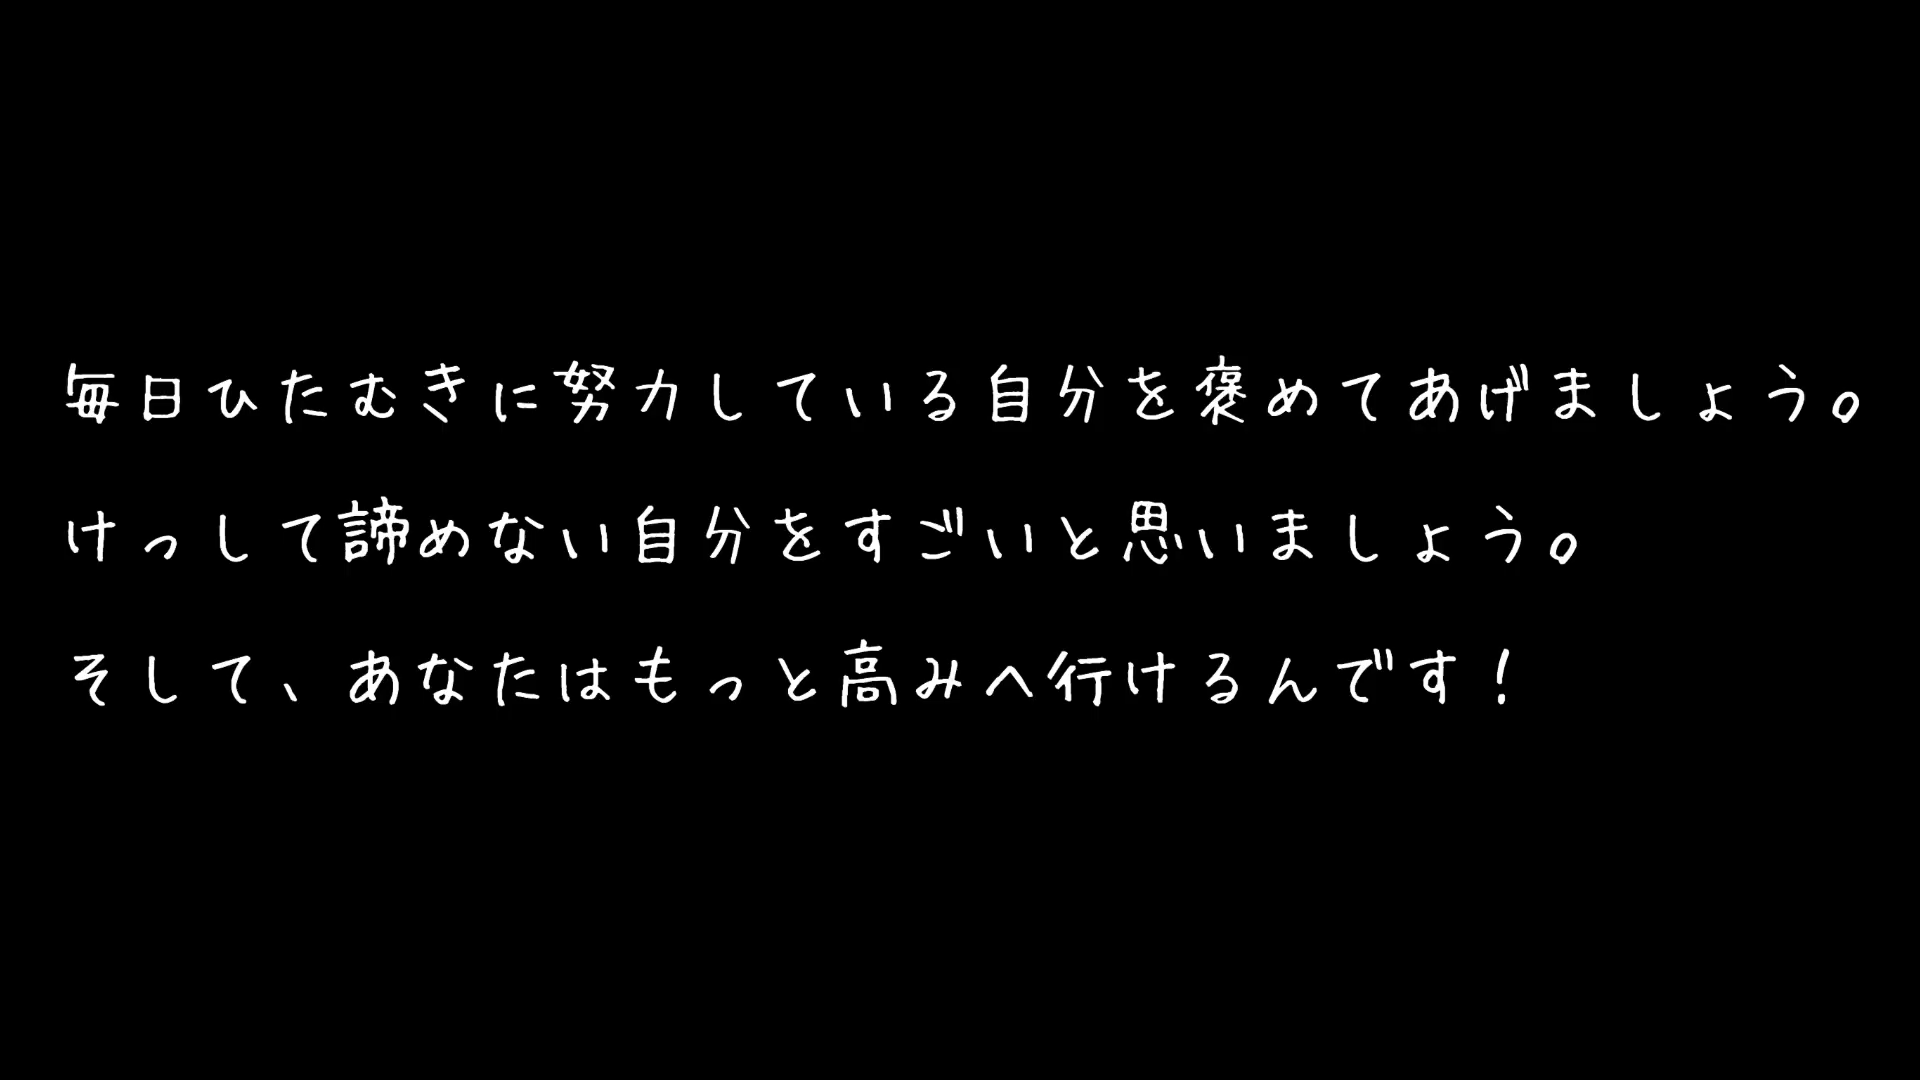 毎日ひたむきに努力している自分を褒めてあげましょう。
けっして諦めない自分をすごいと思いましょう。
そして、あなたはもっと高みへ行けるんです！